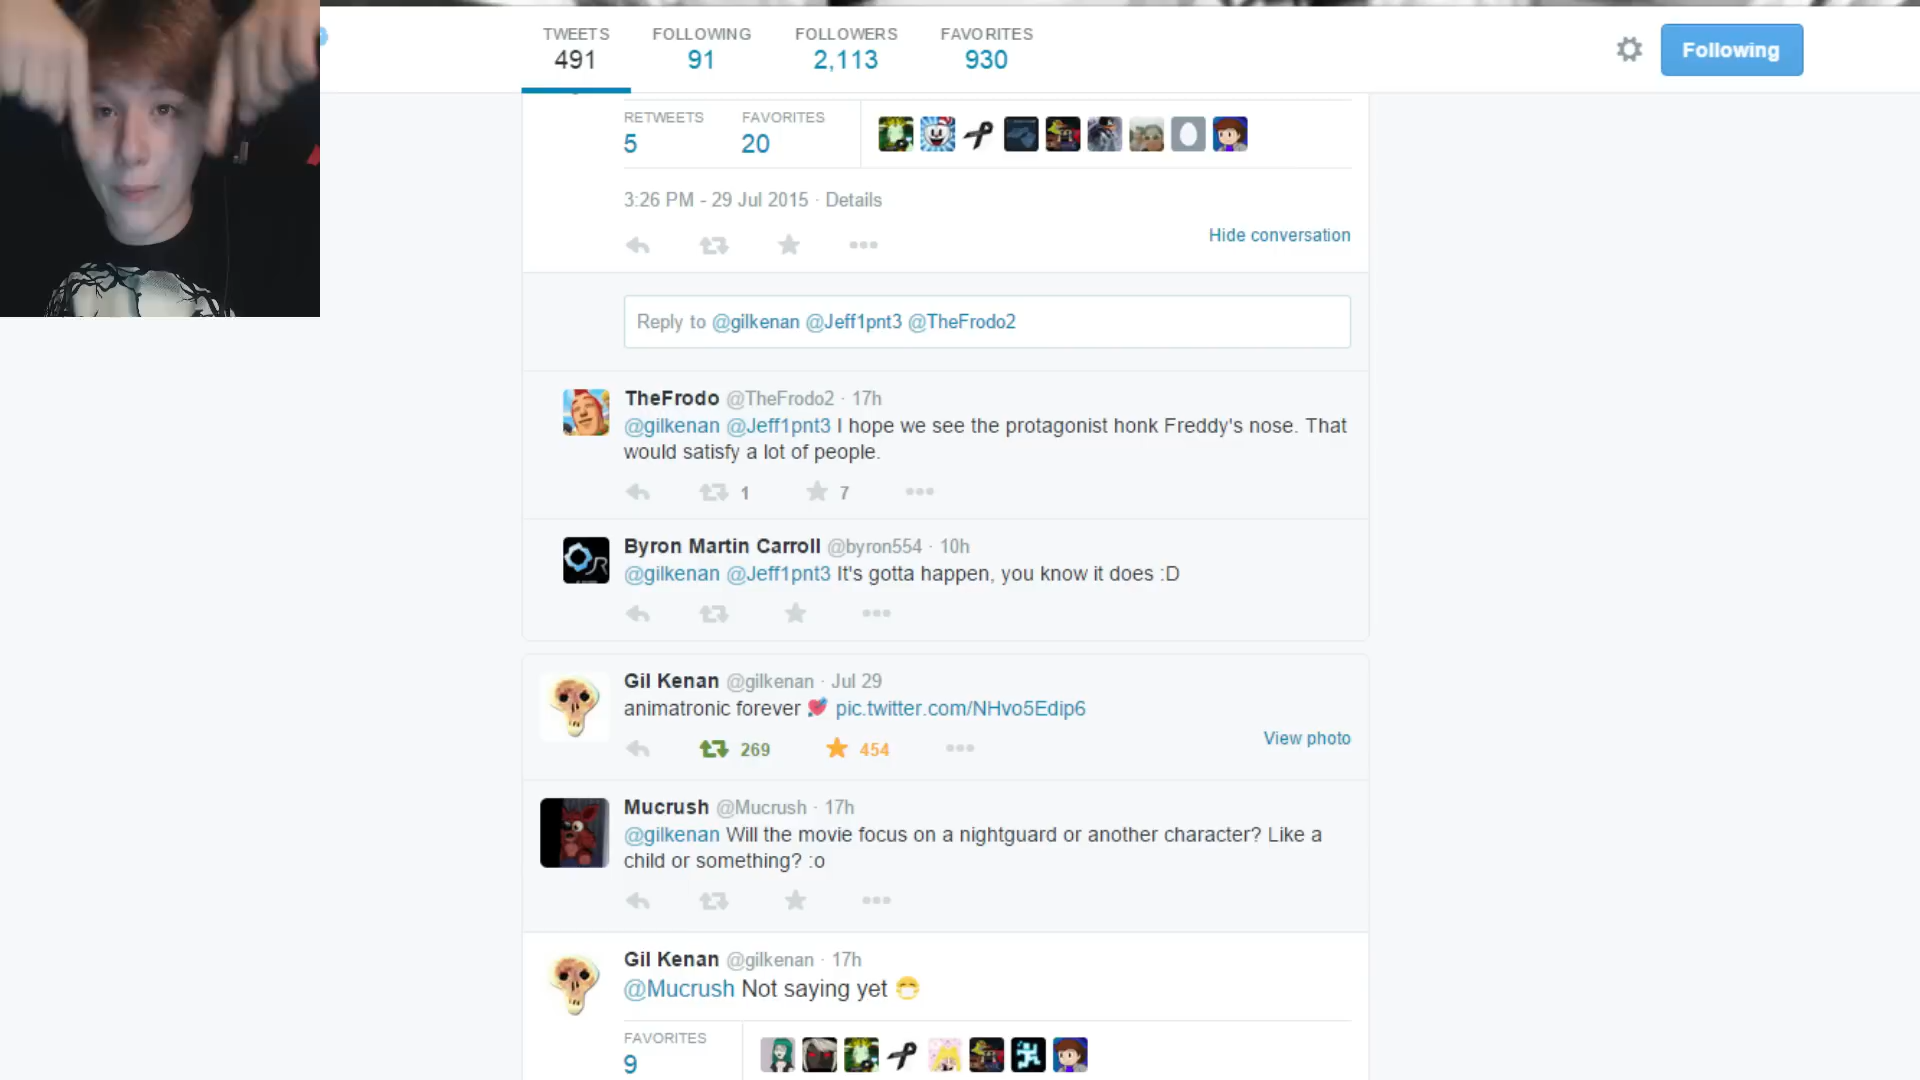 TWEETS FOLLOWING FOLLOWERS FAVORITES
491 91 2,113 930
Following
RETWEETS FAVORITES
5 20
3:26 PM - 29 Jul 2015 · Details
Hide conversation
Reply to @gilkenan @Jeff1pnt3 @TheFrodo2
TheFrodo @TheFrodo2 · 17h
@gilkenan @Jeff1pnt3 I hope we see the protagonist honk Freddy's nose. That
would satisfy a lot of people.
1 7
Byron Martin Carroll @byron554 · 10h
@gilkenan @Jeff1pnt3 It's gotta happen, you know it does :D
Gil Kenan @gilkenan · Jul 29
animatronic forever 💘 pic.twitter.com/NHvo5Edip6
269 454
View photo
Mucrush @Mucrush · 17h
@gilkenan Will the movie focus on a nightguard or another character? Like a
child or something? :o
Gil Kenan @gilkenan · 17h
@Mucrush Not saying yet 😷
FAVORITES
9